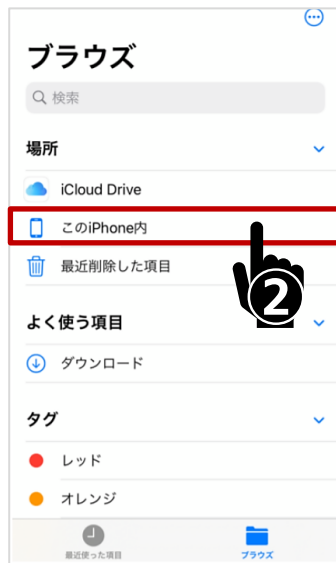 ブラウズ
検索
場所
iCloud Drive
このiPhone内
最近削除した項目
2
よく使う項目
ダウンロード
タグ
レッド
オレンジ
最近使った項目
ブラウズ